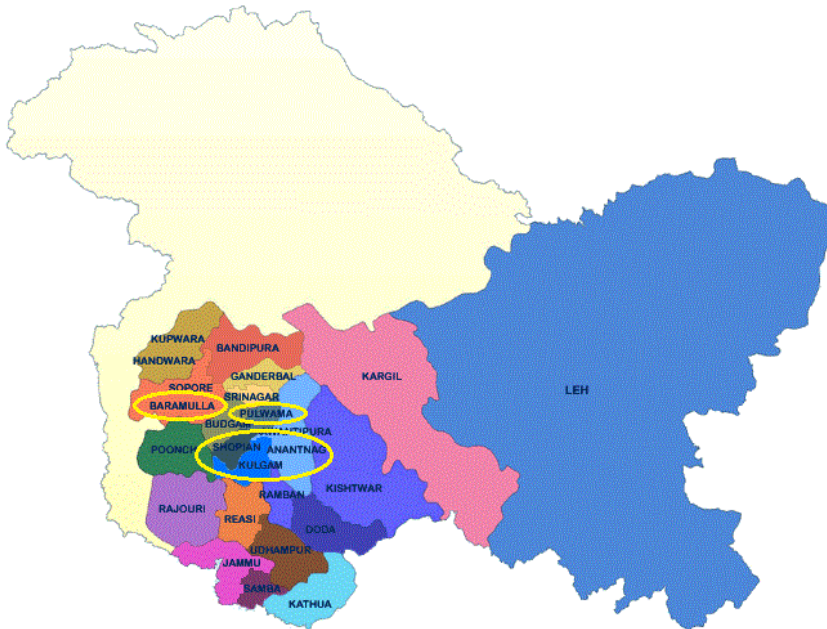 KUPWARA
BANDIPURA
HANDWARA
KARGIL
GANDERBAL
SOPORE
LEH
SRINAGAR
BARAMULLA
PULWAMA
BUDGAM
POONCH
SHOPIAN
ANANTNAG
KULGAM
KISHTWAR
RAMBAN
RAJOURI
REASI
DODA
UDHAMPUR
JAMMU
SAMBA
KATHUA